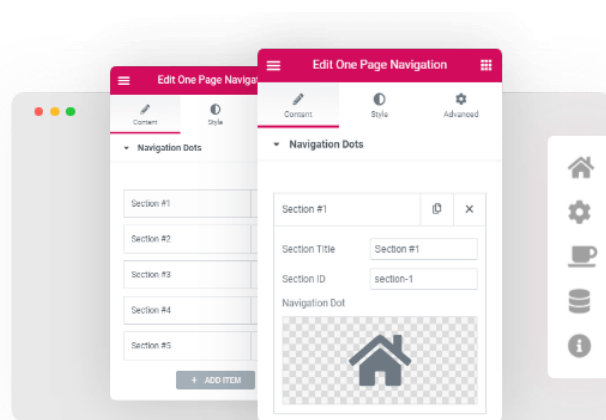 Edit One Page Navigat
Content
Style
Navigation Dots
Section #1
Section #2
Section #3
Section #4
Section #5
+ ADD ITEM
Edit One Page Navigation
Content
Style
Advanced
Navigation Dots
Section #1
Section Title
Section #1
Section ID
section-1
Navigation Dot